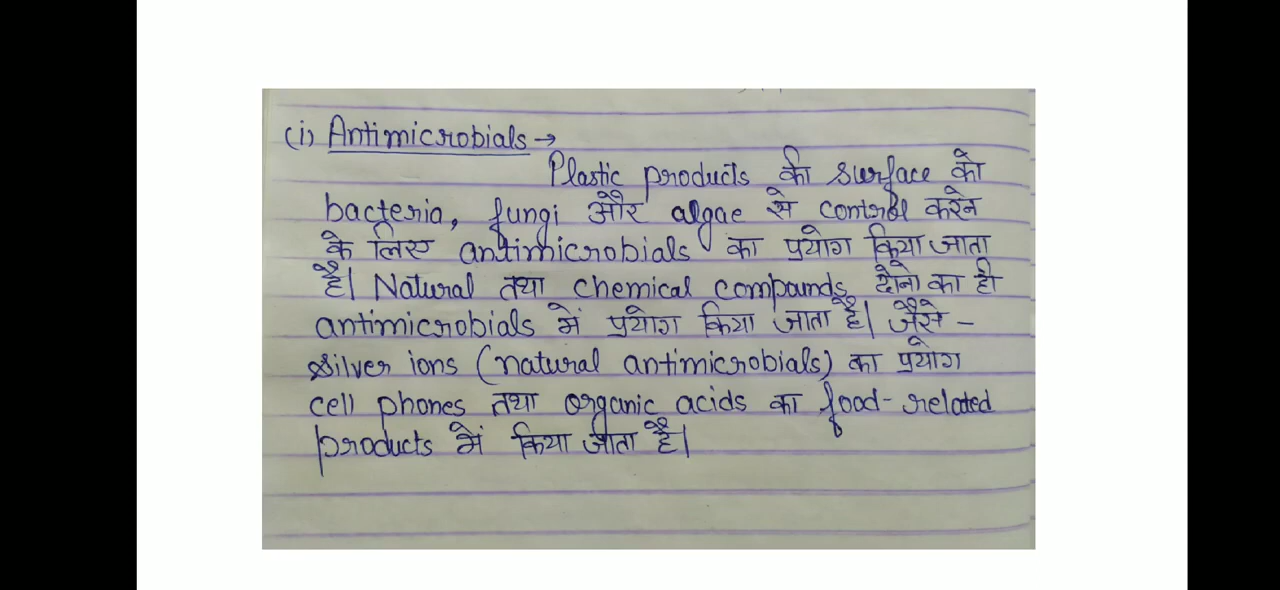 (i) Antimicrobials →
Plastic products की surface को
bacteria, fungi और algae से control करने
के लिए antimicrobials का प्रयोग किया जाता
है। Natural तथा chemical compounds दोनो का ही
antimicrobials में प्रयोग किया जाता है। जैसे -
silver ions (natural antimicrobials) का प्रयोग
cell phones तथा organic acids का food-related
products में किया जाता है।